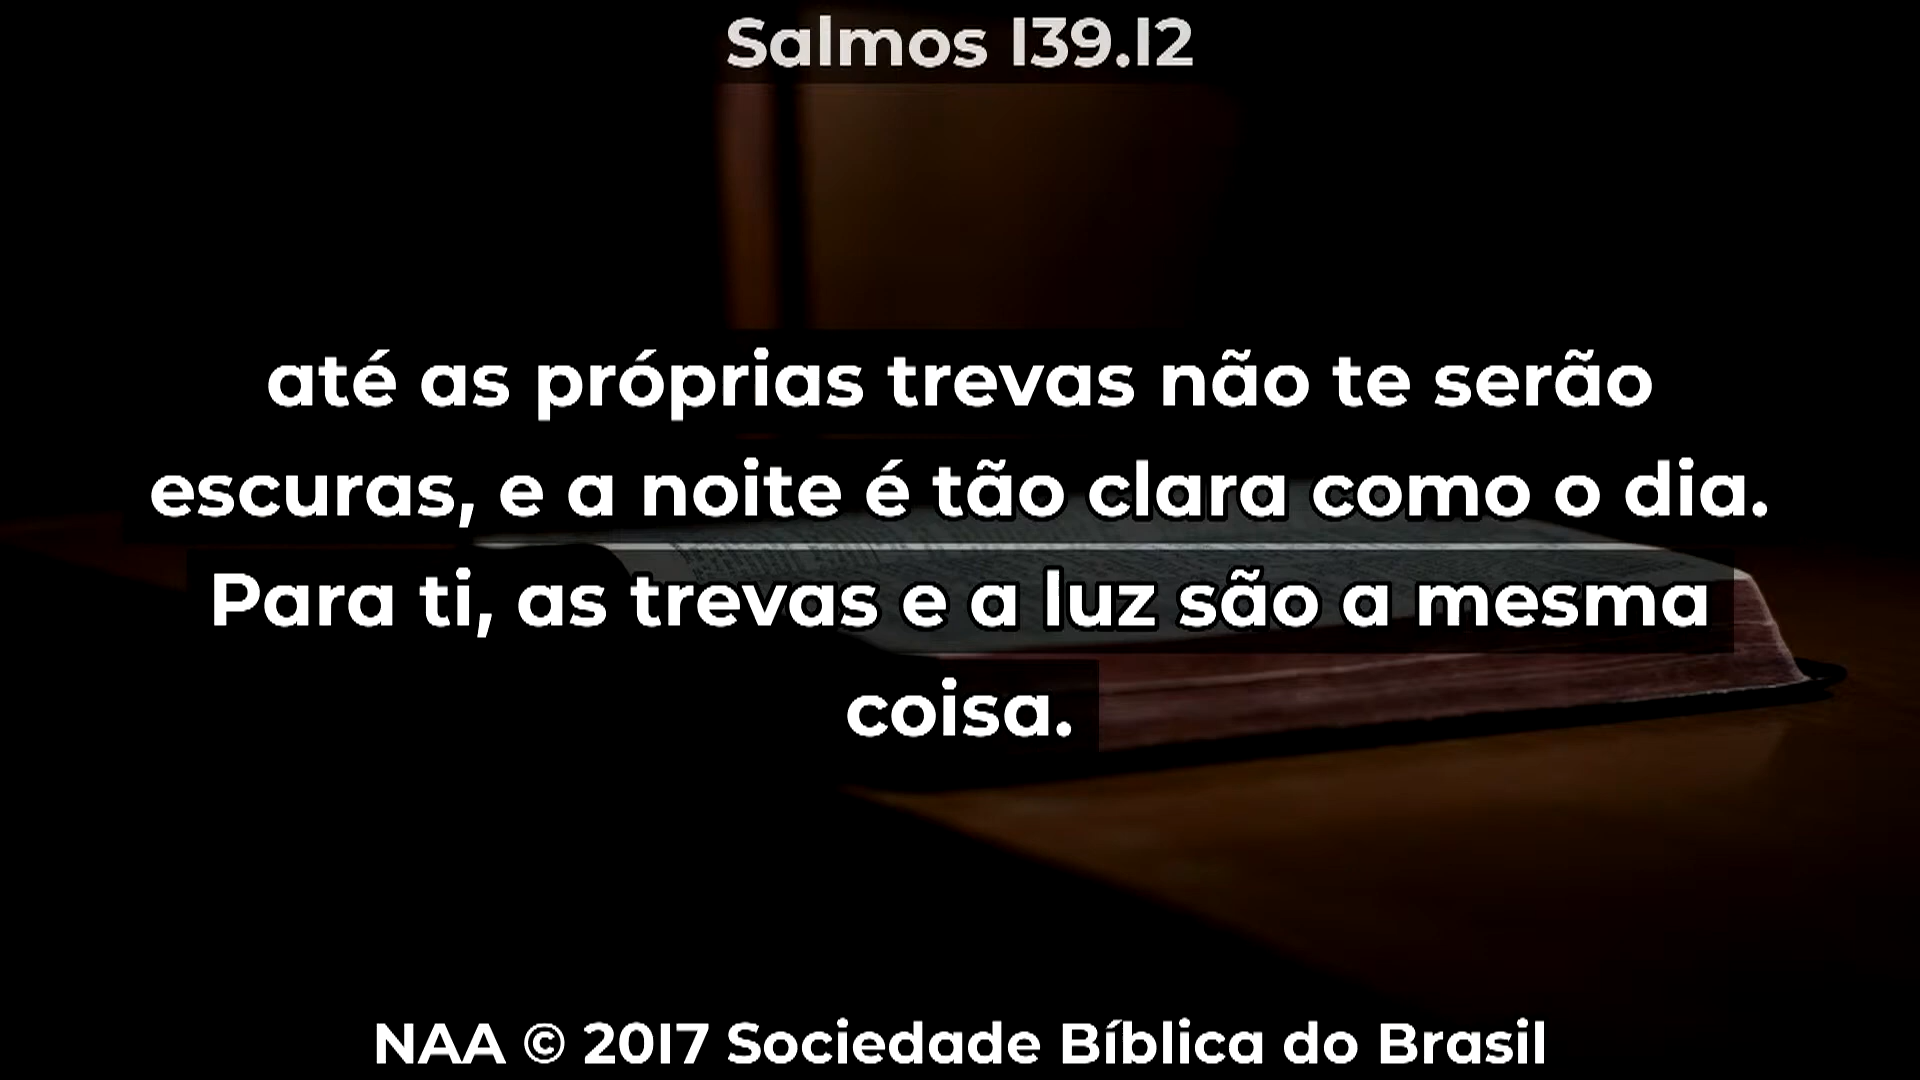 Salmos 139.12
até as próprias trevas não te serão
escuras, e a noite é tão clara como o dia.
Para ti, as trevas e a luz são a mesma
coisa.
NAA © 2017 Sociedade Bíblica do Brasil